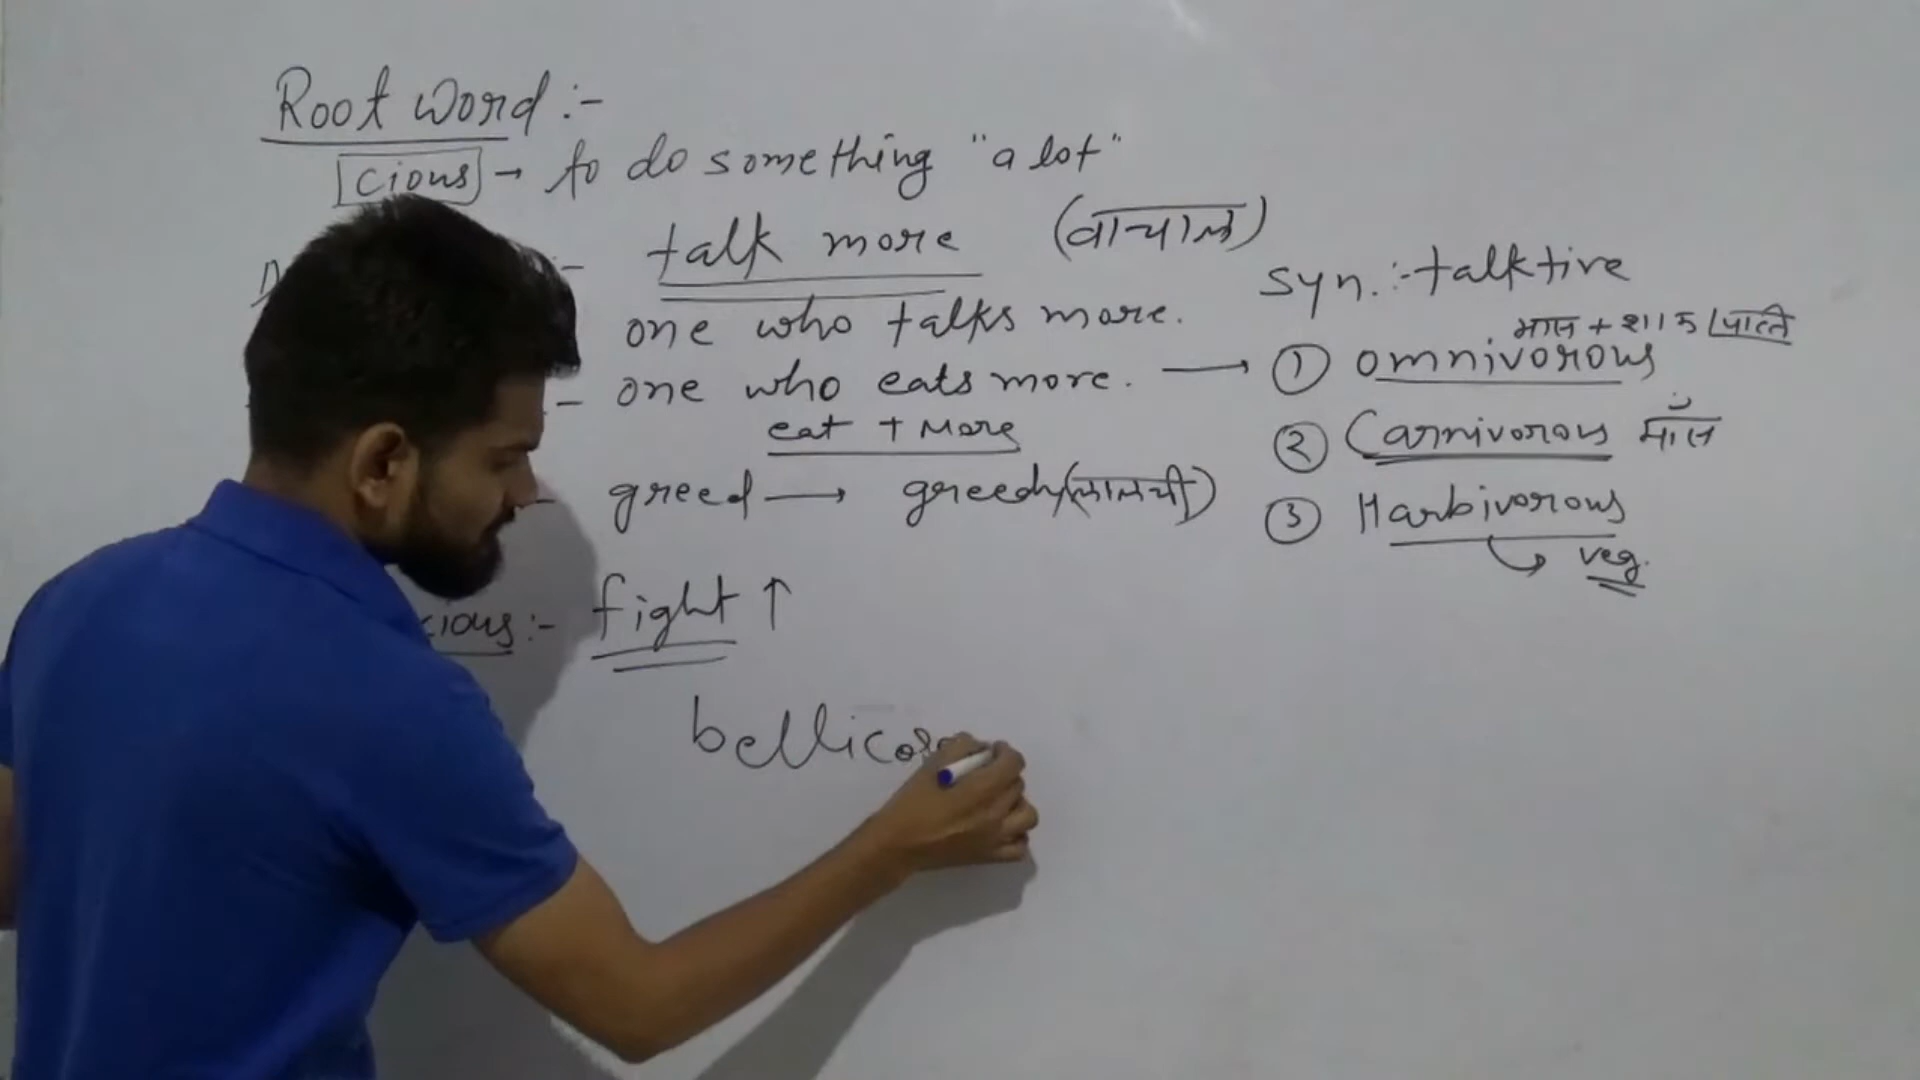 Root word :-
cious → to do something "a lot"
talk more (वाचाल)
syn. :- talktive
one who talks more.
मास + शाक /पात्ते
one who eats more. → ① omnivorous
eat + More
② Carnivorous मांस
:- greed → greedy (लालची)
③ Harbivorous
veg.
cious :- fight ↑
bellico